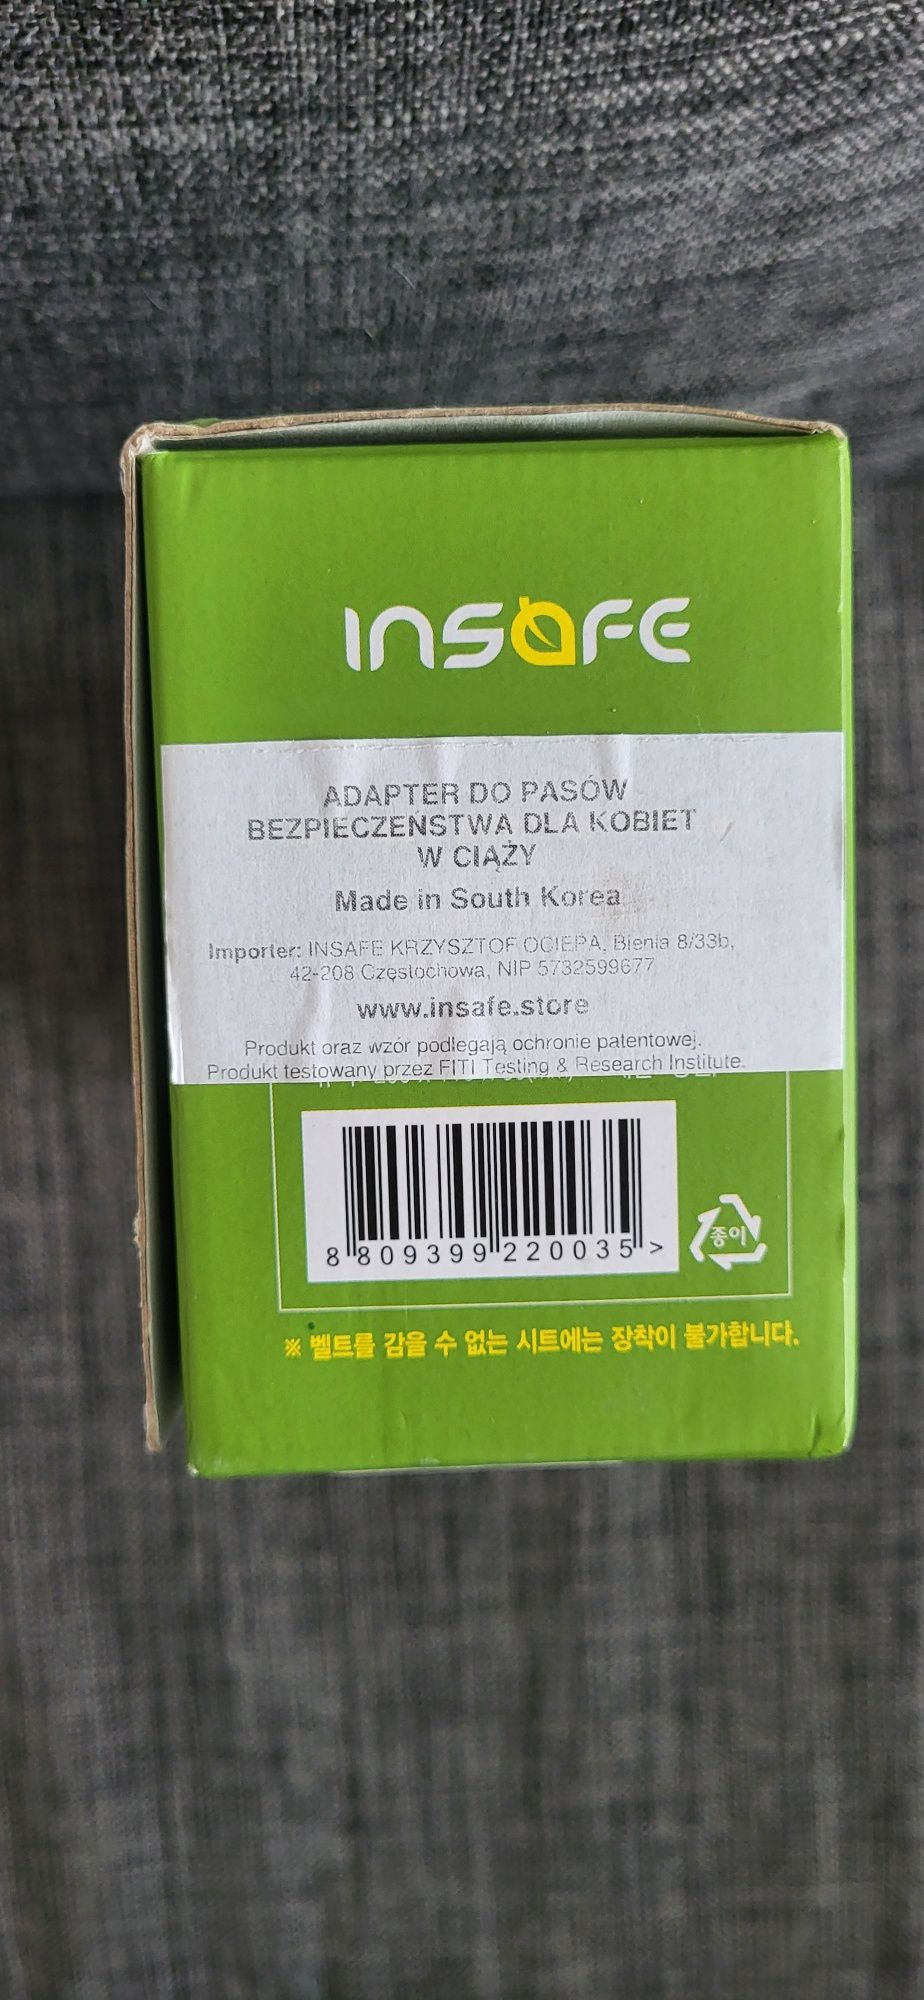 INSAFE
ADAPTER DO PASÓW
BEZPIECZEŃSTWA DLA KOBIET
W CIĄŻY
Made in South Korea
Importer: INSAFE KRZYSZTOF OCIEPA, Bienia 8/33b,
42-208 Częstochowa, NIP 5732599677
www.insafe.store
Produkt oraz wzór podlegają ochronie patentowej.
Produkt testowany przez FITI Testing & Research Institute.
8 809399 220035 >
종이
※ 벨트를 감을 수 없는 시트에는 장착이 불가합니다.